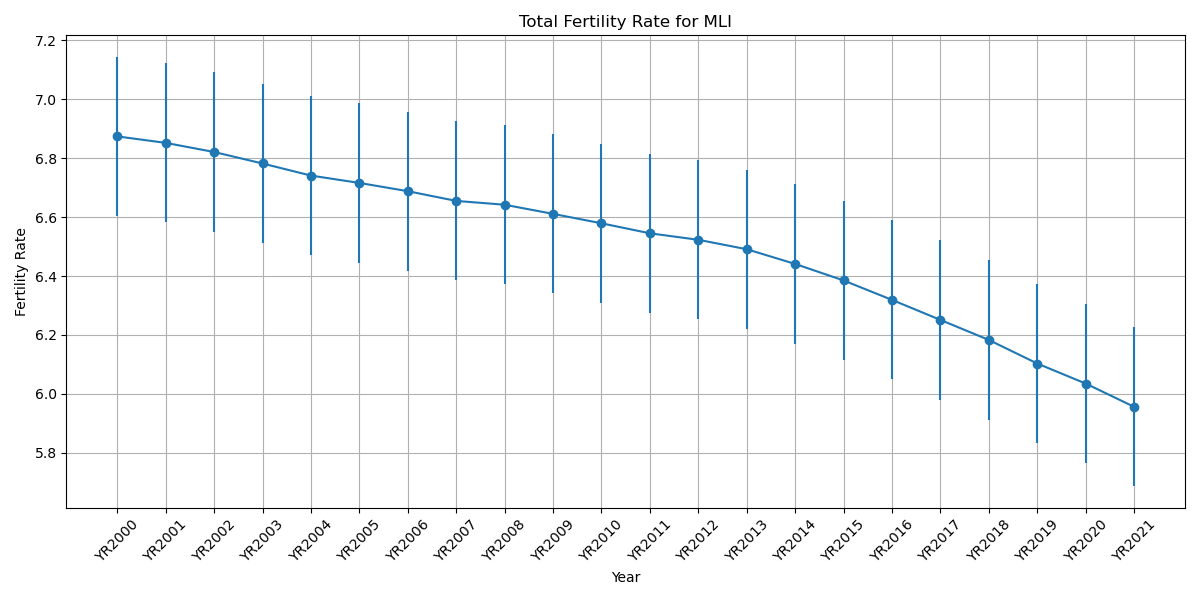 Total Fertility Rate for MLI
Fertility Rate
7.2
7.0
6.8
6.6
6.4
6.2
6.0
5.8
YR2000
YR2001
YR2002
YR2003
YR2004
YR2005
YR2006
YR2007
YR2008
YR2009
YR2010
YR2011
YR2012
YR2013
YR2014
YR2015
YR2016
YR2017
YR2018
YR2019
YR2020
YR2021
Year